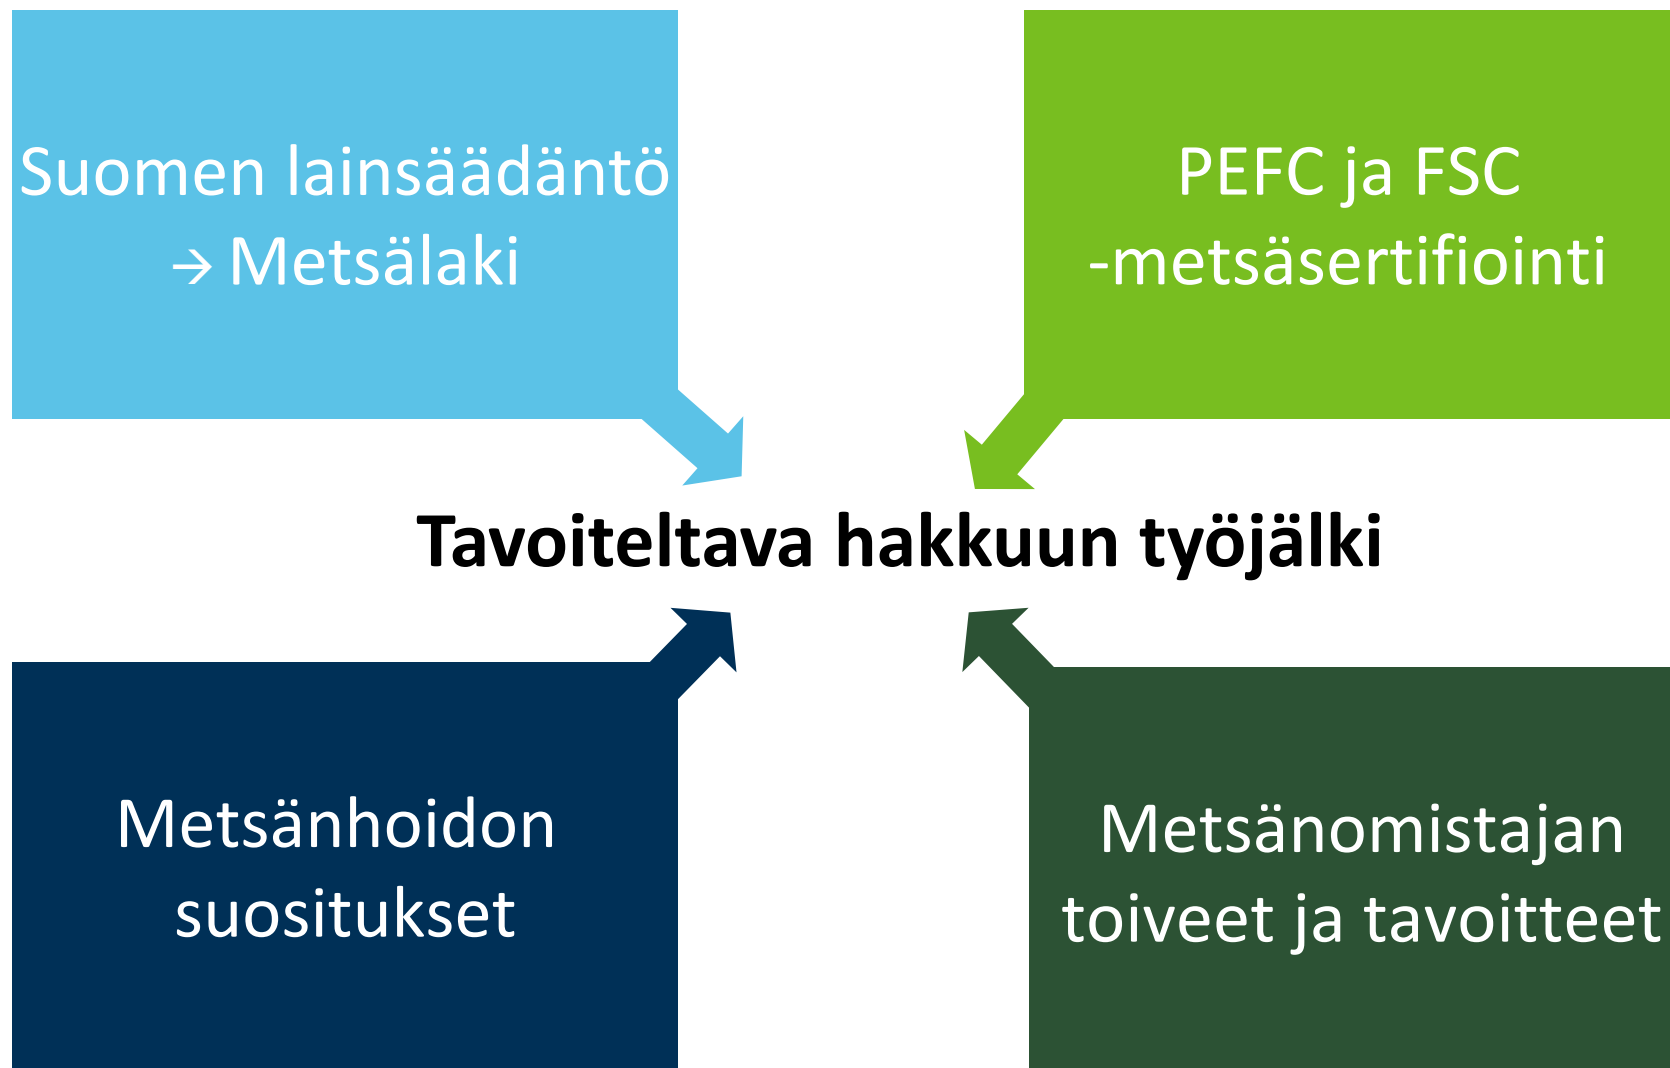 Suomen lainsäädäntö
→ Metsälaki
PEFC ja FSC
-metsäsertifiointi
Tavoiteltava hakkuun työjälki
Metsänhoidon
suositukset
Metsänomistajan
toiveet ja tavoitteet